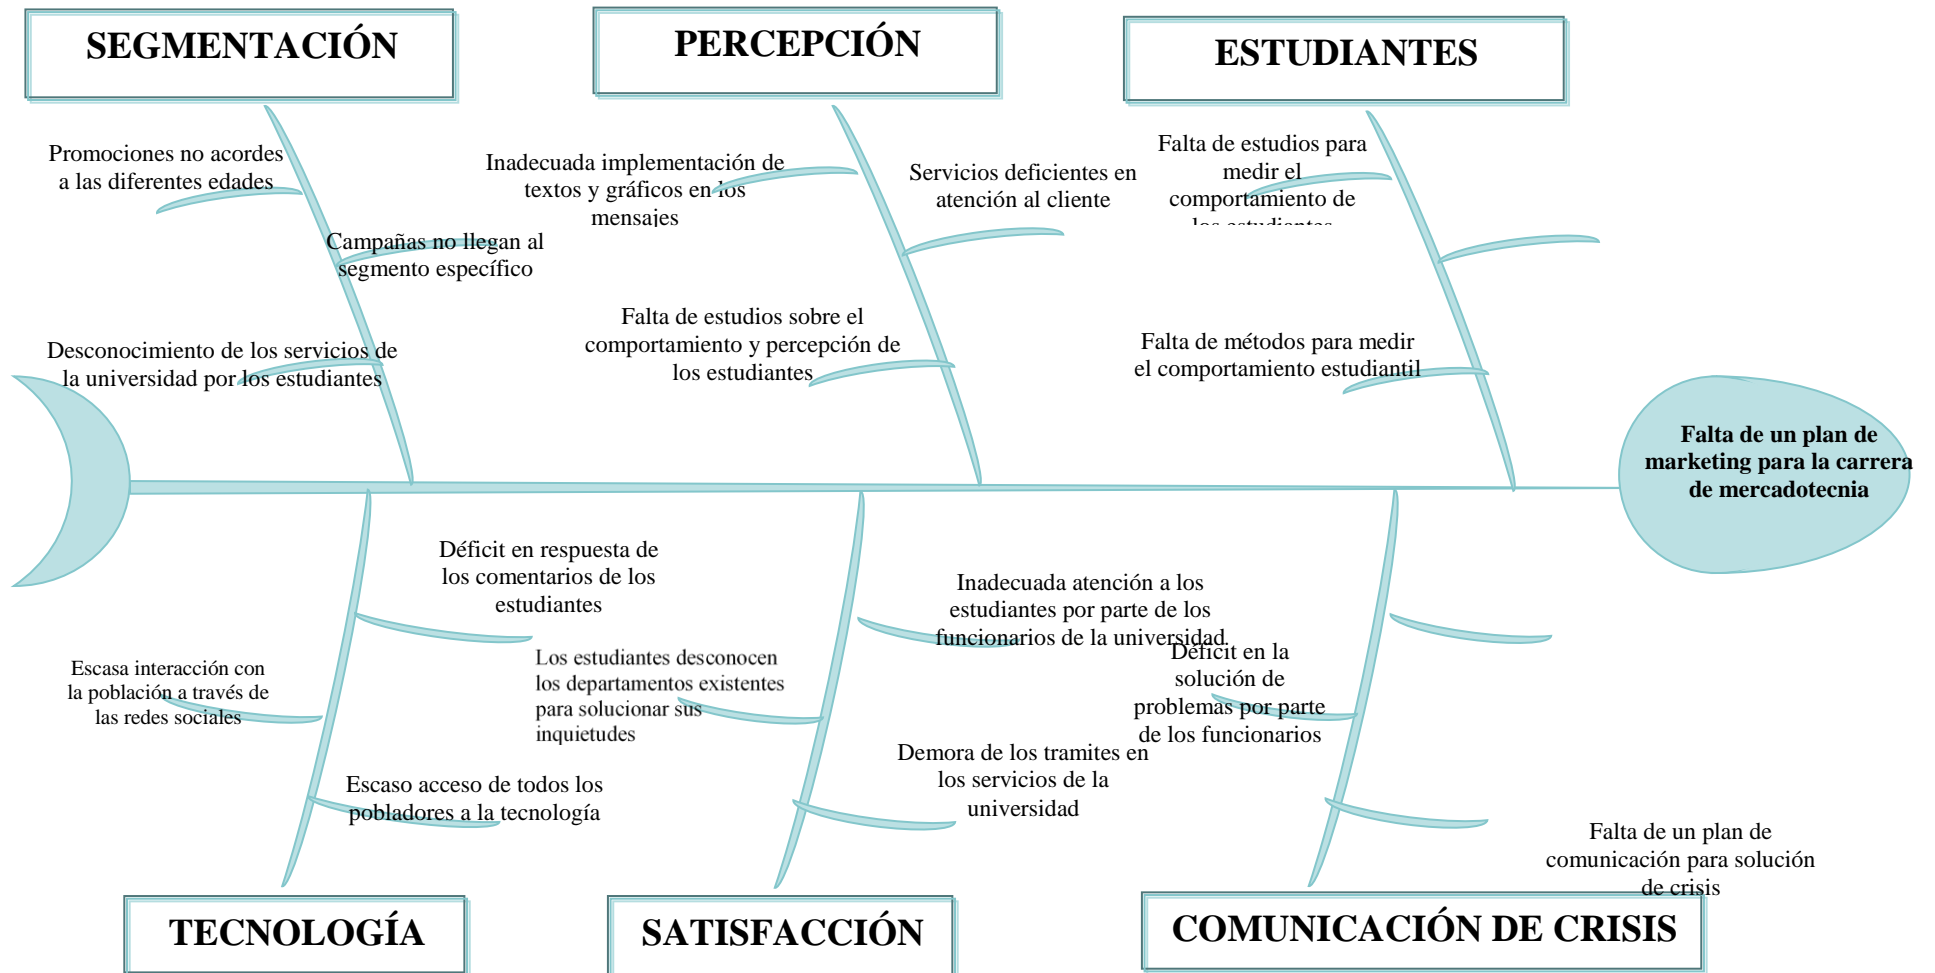 SEGMENTACIÓN
PERCEPCIÓN
ESTUDIANTES
Promociones no acordes
a las diferentes edades
Campañas no llegan al
segmento específico
Desconocimiento de los servicios de
la universidad por los estudiantes
Inadecuada implementación de
textos y gráficos en los
mensajes
Servicios deficientes en
atención al cliente
Falta de estudios sobre el
comportamiento y percepción de
los estudiantes
Falta de estudios para
medir el
comportamiento de
los estudiantes
Falta de métodos para medir
el comportamiento estudiantil
Falta de un plan de
marketing para la carrera
de mercadotecnia
Déficit en respuesta de
los comentarios de los
estudiantes
Escasa interacción con
la población a través de
las redes sociales
Escaso acceso de todos los
pobladores a la tecnología
Los estudiantes desconocen
los departamentos existentes
para solucionar sus
inquietudes
Inadecuada atención a los
estudiantes por parte de los
funcionarios de la universidad
Demora de los tramites en
los servicios de la
universidad
Déficit en la
solución de
problemas por parte
de los funcionarios
Falta de un plan de
comunicación para solución
de crisis
TECNOLOGÍA
SATISFACCIÓN
COMUNICACIÓN DE CRISIS